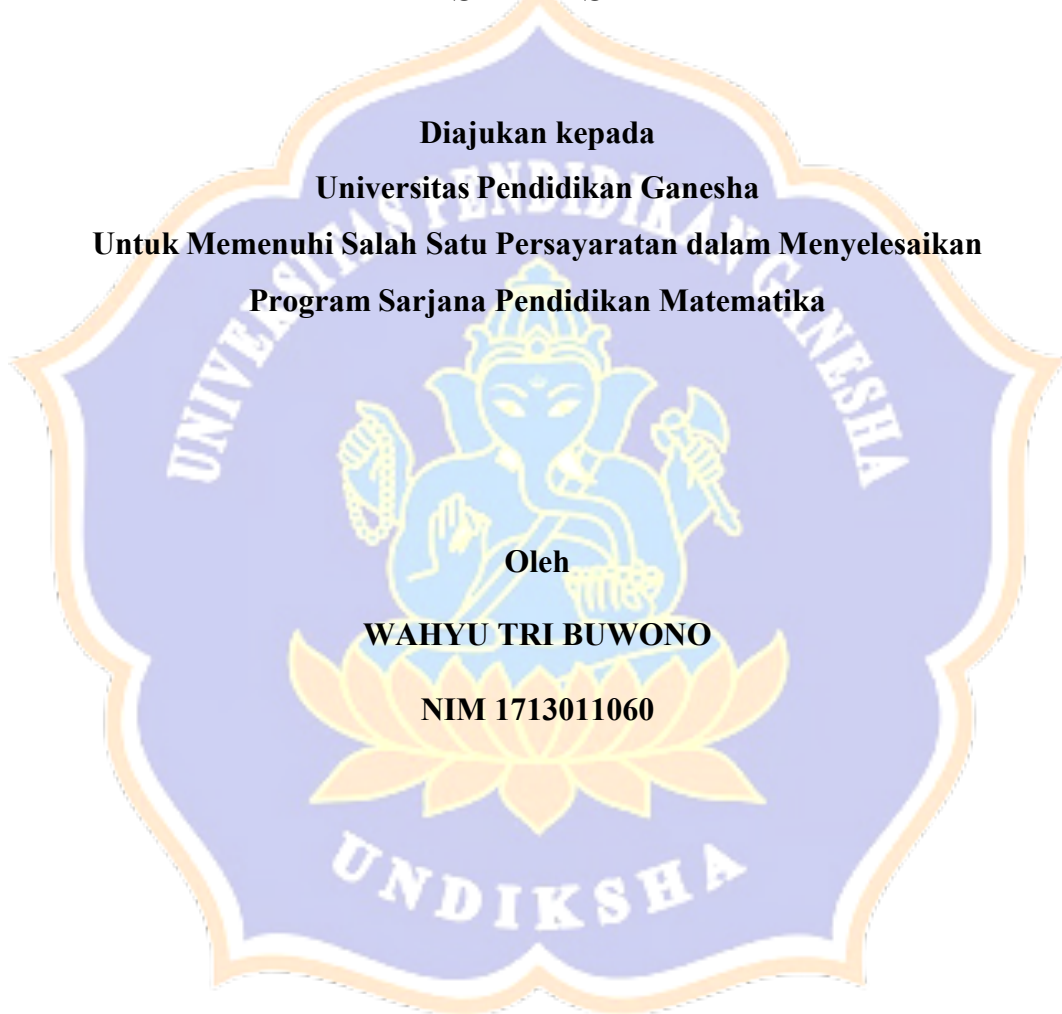 Diajukan kepada
Universitas Pendidikan Ganesha
Untuk Memenuhi Salah Satu Persayaratan dalam Menyelesaikan
Program Sarjana Pendidikan Matematika
UNIVERSITAS PENDIDIKAN GANESHA
Oleh
WAHYU TRI BUWONO
NIM 1713011060
UNDIKSHA